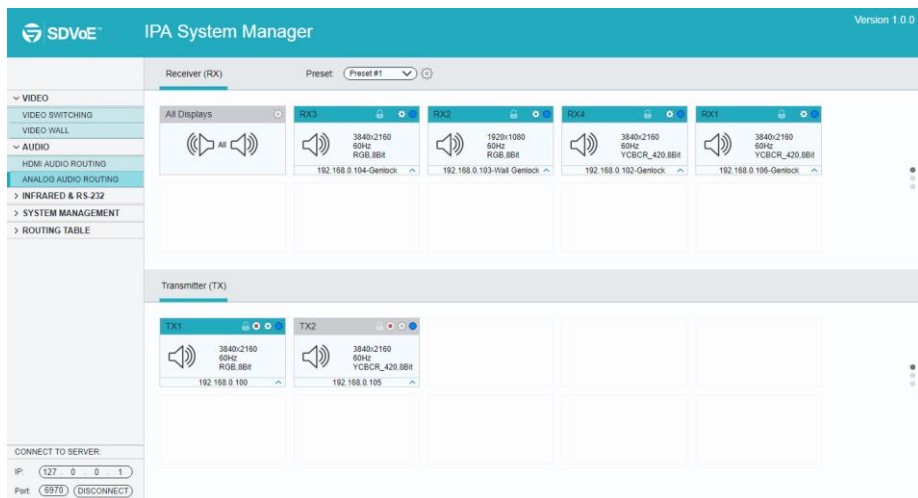 SDVoE™
IPA System Manager
Version 1.0.0
Receiver (RX)
Preset: Preset #1
VIDEO
VIDEO SWITCHING
VIDEO WALL
AUDIO
HDMI AUDIO ROUTING
ANALOG AUDIO ROUTING
INFRARED & RS-232
SYSTEM MANAGEMENT
ROUTING TABLE
All Displays
All
RX3
3840x2160
60Hz
RGB,8Bit
192.168.0.104-Genlock
RX2
1920x1080
60Hz
RGB,8Bit
192.168.0.103-Wall Genlock
RX4
3840x2160
60Hz
YCBCR_420,8Bit
192.168.0.102-Genlock
RX1
3840x2160
60Hz
YCBCR_420,8Bit
192.168.0.106-Genlock
Transmitter (TX)
TX1
3840x2160
60Hz
RGB,8Bit
192.168.0.100
TX2
3840x2160
60Hz
YCBCR_420,8Bit
192.168.0.105
CONNECT TO SERVER:
IP: 127 . 0 . 0 . 1
Port: 6970 DISCONNECT